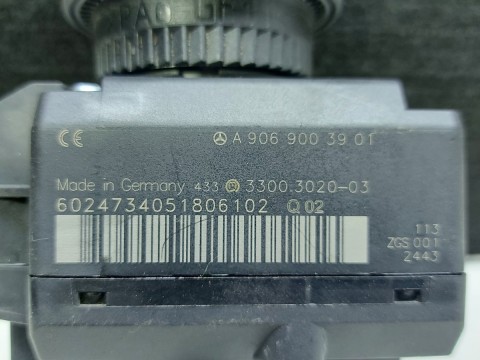 CE A 906 900 39 01
Made in Germany 433 3300.3020-03
6024734051806102 Q02
113
ZGS 001
2443